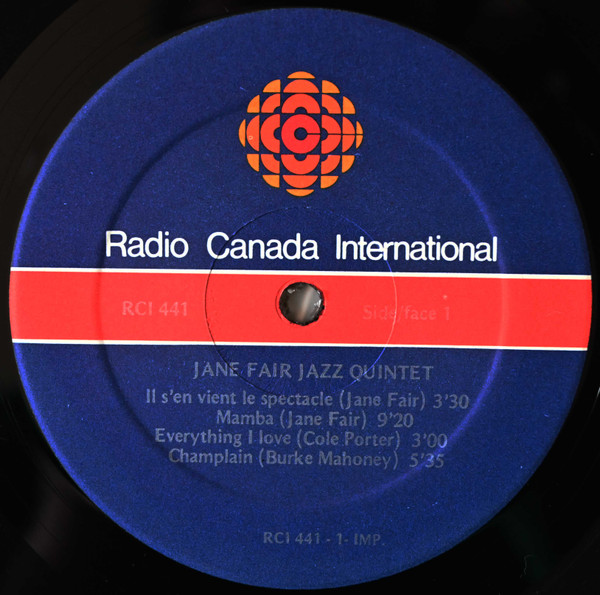 Radio Canada International
RCI 441
Side/face 1
JANE FAIR JAZZ QUINTET
Il s'en vient le spectacle (Jane Fair) 3'30
Mamba (Jane Fair) 9'20
Everything I love (Cole Porter) 3'00
Champlain (Burke Mahoney) 5'35
RCI 441 - 1- IMP.